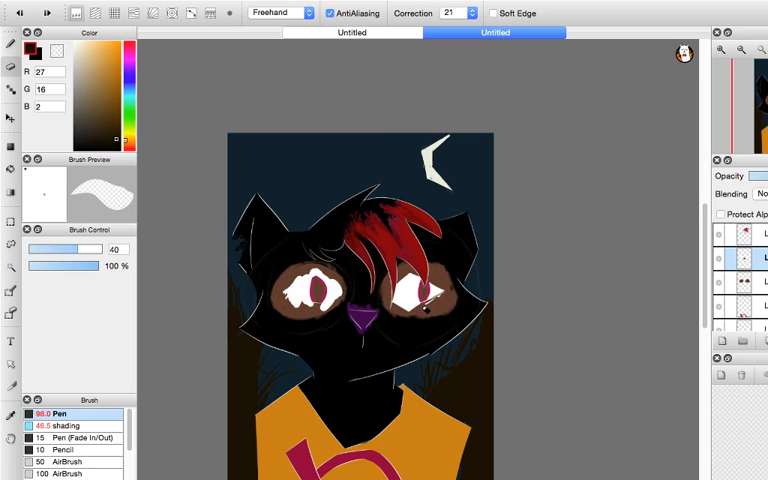 Freehand
AntiAliasing
Correction
21
Soft Edge
Untitled
Untitled
Color
R
27
G
16
B
2
Brush Preview
Brush Control
40
100 %
Brush
98.0 Pen
46.5 shading
15 Pen (Fade In/Out)
10 Pencil
50 AirBrush
100 AirBrush
T
Opacity
Blending
Protect
L
L
L
L